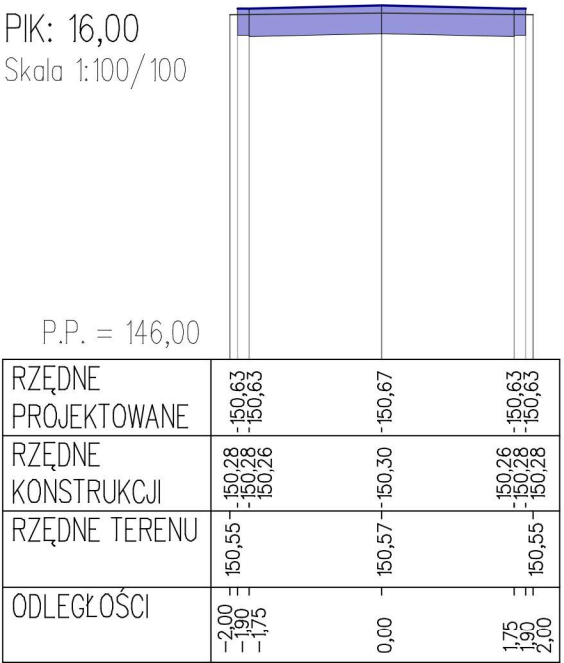 PIK: 16,00
Skala 1:100/100
P.P. = 146,00
RZĘDNE
PROJEKTOWANE
150,63
150,63
150,67
150,63
150,63
RZĘDNE
KONSTRUKCJI
150,28
150,28
150,26
150,30
150,26
150,28
150,28
RZĘDNE TERENU
150,55
150,57
150,55
ODLEGŁOŚCI
-2,00
-1,90
-1,75
0,00
1,75
1,90
2,00